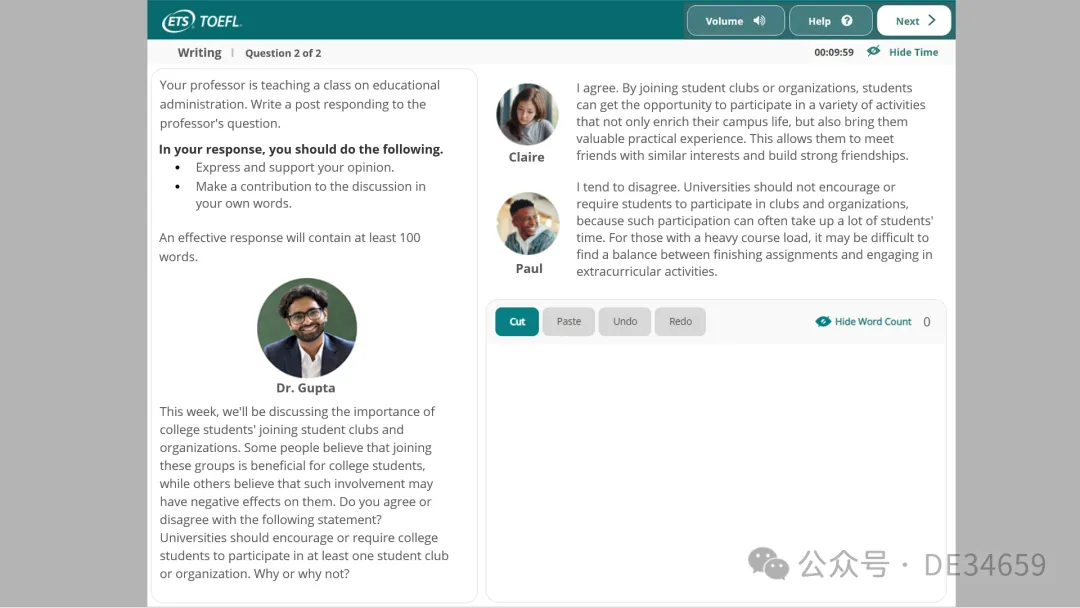 ETS TOEFL
Volume
Help
Next
Writing | Question 2 of 2
00:09:59
Hide Time
Your professor is teaching a class on educational
administration. Write a post responding to the
professor's question.
In your response, you should do the following.
• Express and support your opinion.
• Make a contribution to the discussion in
your own words.
An effective response will contain at least 100
words.
Dr. Gupta
This week, we'll be discussing the importance of
college students' joining student clubs and
organizations. Some people believe that joining
these groups is beneficial for college students,
while others believe that such involvement may
have negative effects on them. Do you agree or
disagree with the following statement?
Universities should encourage or require college
students to participate in at least one student club
or organization. Why or why not?
I agree. By joining student clubs or organizations, students
can get the opportunity to participate in a variety of activities
that not only enrich their campus life, but also bring them
valuable practical experience. This allows them to meet
friends with similar interests and build strong friendships.
Claire
I tend to disagree. Universities should not encourage or
require students to participate in clubs and organizations,
because such participation can often take up a lot of students'
time. For those with a heavy course load, it may be difficult to
find a balance between finishing assignments and engaging in
extracurricular activities.
Paul
Cut
Paste
Undo
Redo
Hide Word Count 0
公众号 · DE34659